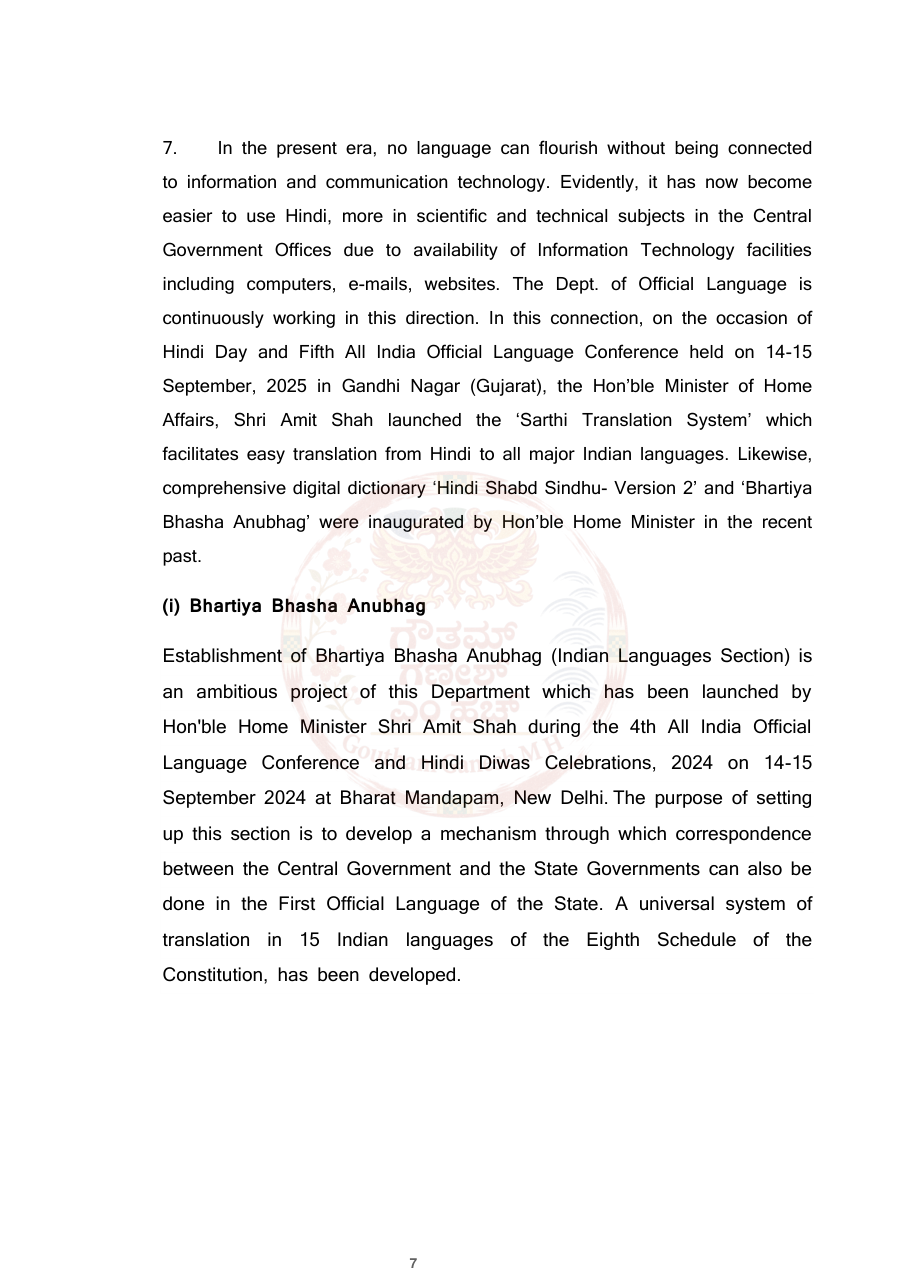 7. In the present era, no language can flourish without being connected
to information and communication technology. Evidently, it has now become
easier to use Hindi, more in scientific and technical subjects in the Central
Government Offices due to availability of Information Technology facilities
including computers, e-mails, websites. The Dept. of Official Language is
continuously working in this direction. In this connection, on the occasion of
Hindi Day and Fifth All India Official Language Conference held on 14-15
September, 2025 in Gandhi Nagar (Gujarat), the Hon’ble Minister of Home
Affairs, Shri Amit Shah launched the ‘Sarthi Translation System’ which
facilitates easy translation from Hindi to all major Indian languages. Likewise,
comprehensive digital dictionary ‘Hindi Shabd Sindhu- Version 2’ and ‘Bhartiya
Bhasha Anubhag’ were inaugurated by Hon’ble Home Minister in the recent
past.
(i) Bhartiya Bhasha Anubhag
Establishment of Bhartiya Bhasha Anubhag (Indian Languages Section) is
an ambitious project of this Department which has been launched by
Hon'ble Home Minister Shri Amit Shah during the 4th All India Official
Language Conference and Hindi Diwas Celebrations, 2024 on 14-15
September 2024 at Bharat Mandapam, New Delhi. The purpose of setting
up this section is to develop a mechanism through which correspondence
between the Central Government and the State Governments can also be
done in the First Official Language of the State. A universal system of
translation in 15 Indian languages of the Eighth Schedule of the
Constitution, has been developed.
ಗೌತಮ್
ಗಣೇಶ್
ಎಂ ಹೆಚ್
Goutham Ganesh M H
7